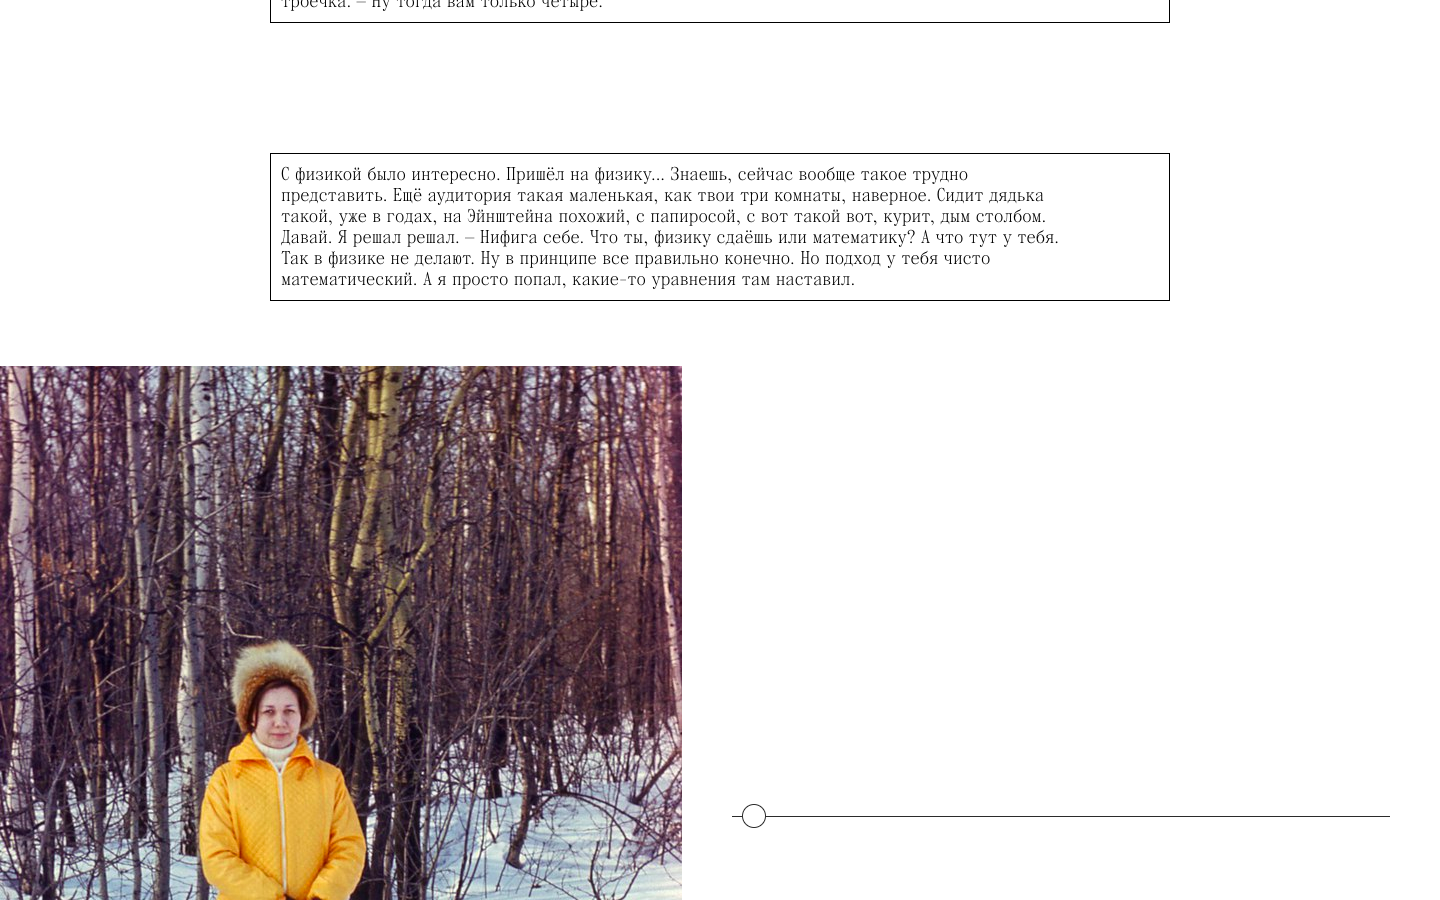 троечка. – Ну тогда вам только четыре.
С физикой было интересно. Пришёл на физику... Знаешь, сейчас вообще такое трудно
представить. Ещё аудитория такая маленькая, как твои три комнаты, наверное. Сидит дядька
такой, уже в годах, на Эйнштейна похожий, с папиросой, с вот такой вот, курит, дым столбом.
Давай. Я решал решал. – Нифига себе. Что ты, физику сдаёшь или математику? А что тут у тебя.
Так в физике не делают. Ну в принципе все правильно конечно. Но подход у тебя чисто
математический. А я просто попал, какие-то уравнения там наставил.